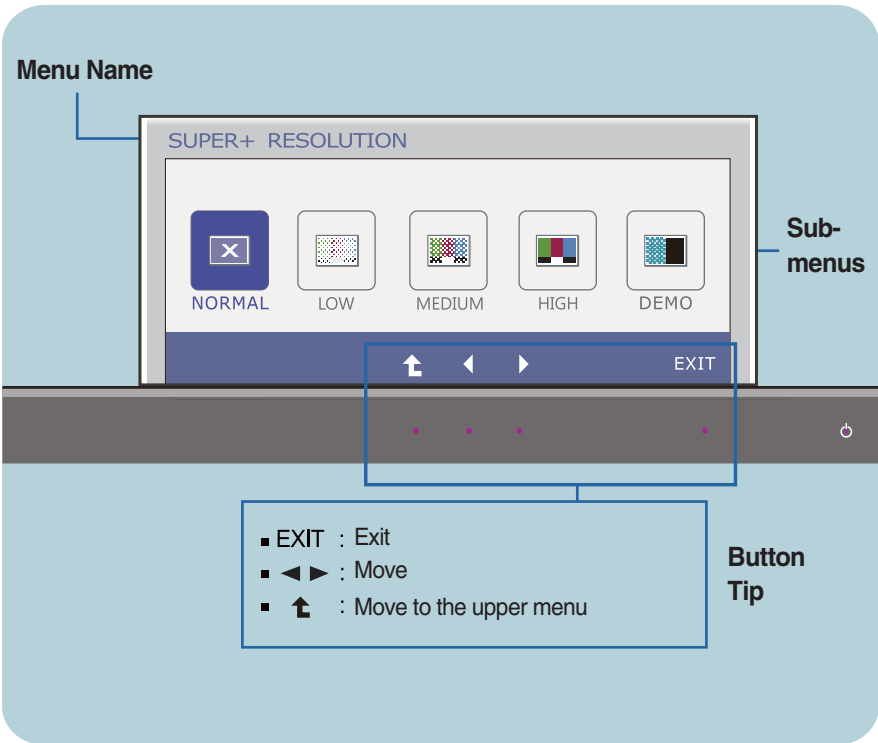 Menu Name
SUPER+ RESOLUTION
NORMAL LOW MEDIUM HIGH DEMO
Sub-
menus
EXIT
EXIT : Exit
: Move
: Move to the upper menu
Button
Tip